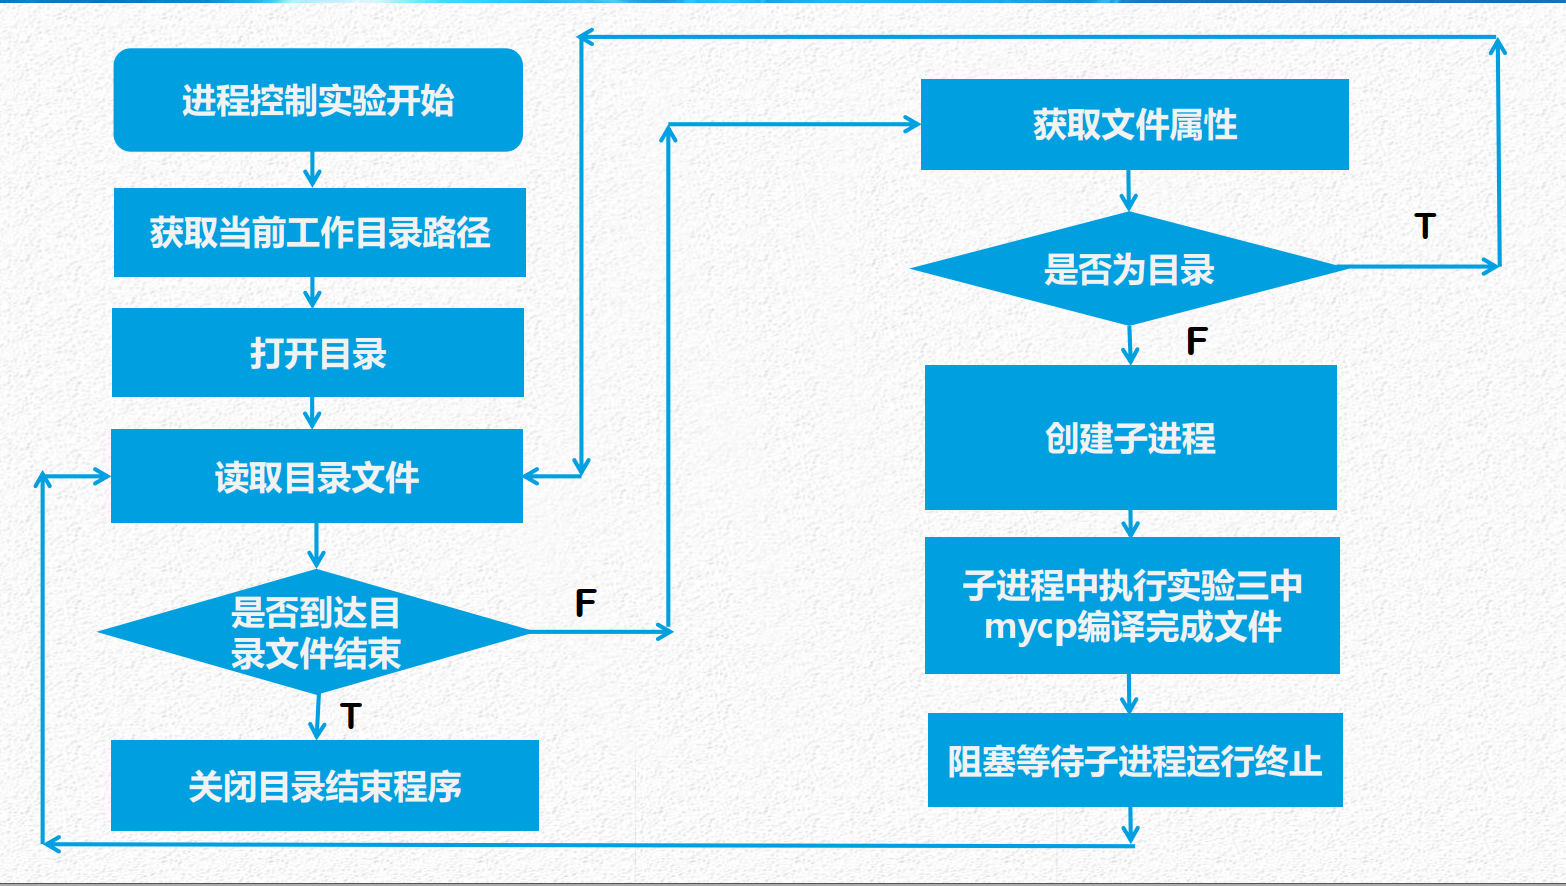 进程控制实验开始
获取当前工作目录路径
打开目录
读取目录文件
是否到达目
录文件结束
F
T
关闭目录结束程序
获取文件属性
是否为目录
T
F
创建子进程
子进程中执行实验三中
mycp编译完成文件
阻塞等待子进程运行终止